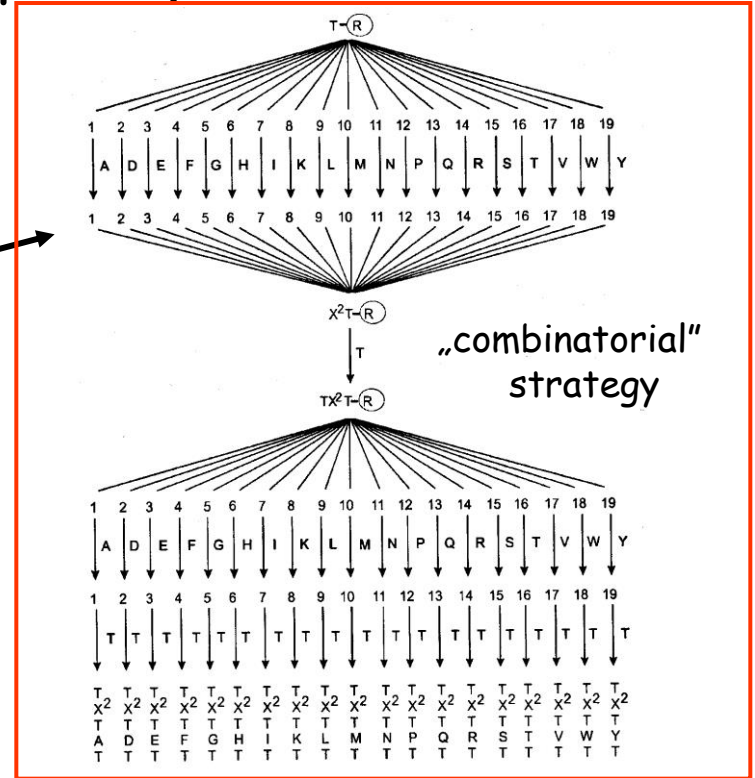 T-R
1 2 3 4 5 6 7 8 9 10 11 12 13 14 15 16 17 18 19
A D E F G H I K L M N P Q R S T V W Y
1 2 3 4 5 6 7 8 9 10 11 12 13 14 15 16 17 18 19
X²T-R
T
„combinatorial"
strategy
TX²T-R
1 2 3 4 5 6 7 8 9 10 11 12 13 14 15 16 17 18 19
A D E F G H I K L M N P Q R S T V W Y
1 2 3 4 5 6 7 8 9 10 11 12 13 14 15 16 17 18 19
T T T T T T T T T T T T T T T T T T T
T T T T T T T T T T T T T T T T T T T
X² X² X² X² X² X² X² X² X² X² X² X² X² X² X² X² X² X² X²
T T T T T T T T T T T T T T T T T T T
A D E F G H I K L M N P Q R S T V W Y
T T T T T T T T T T T T T T T T T T T